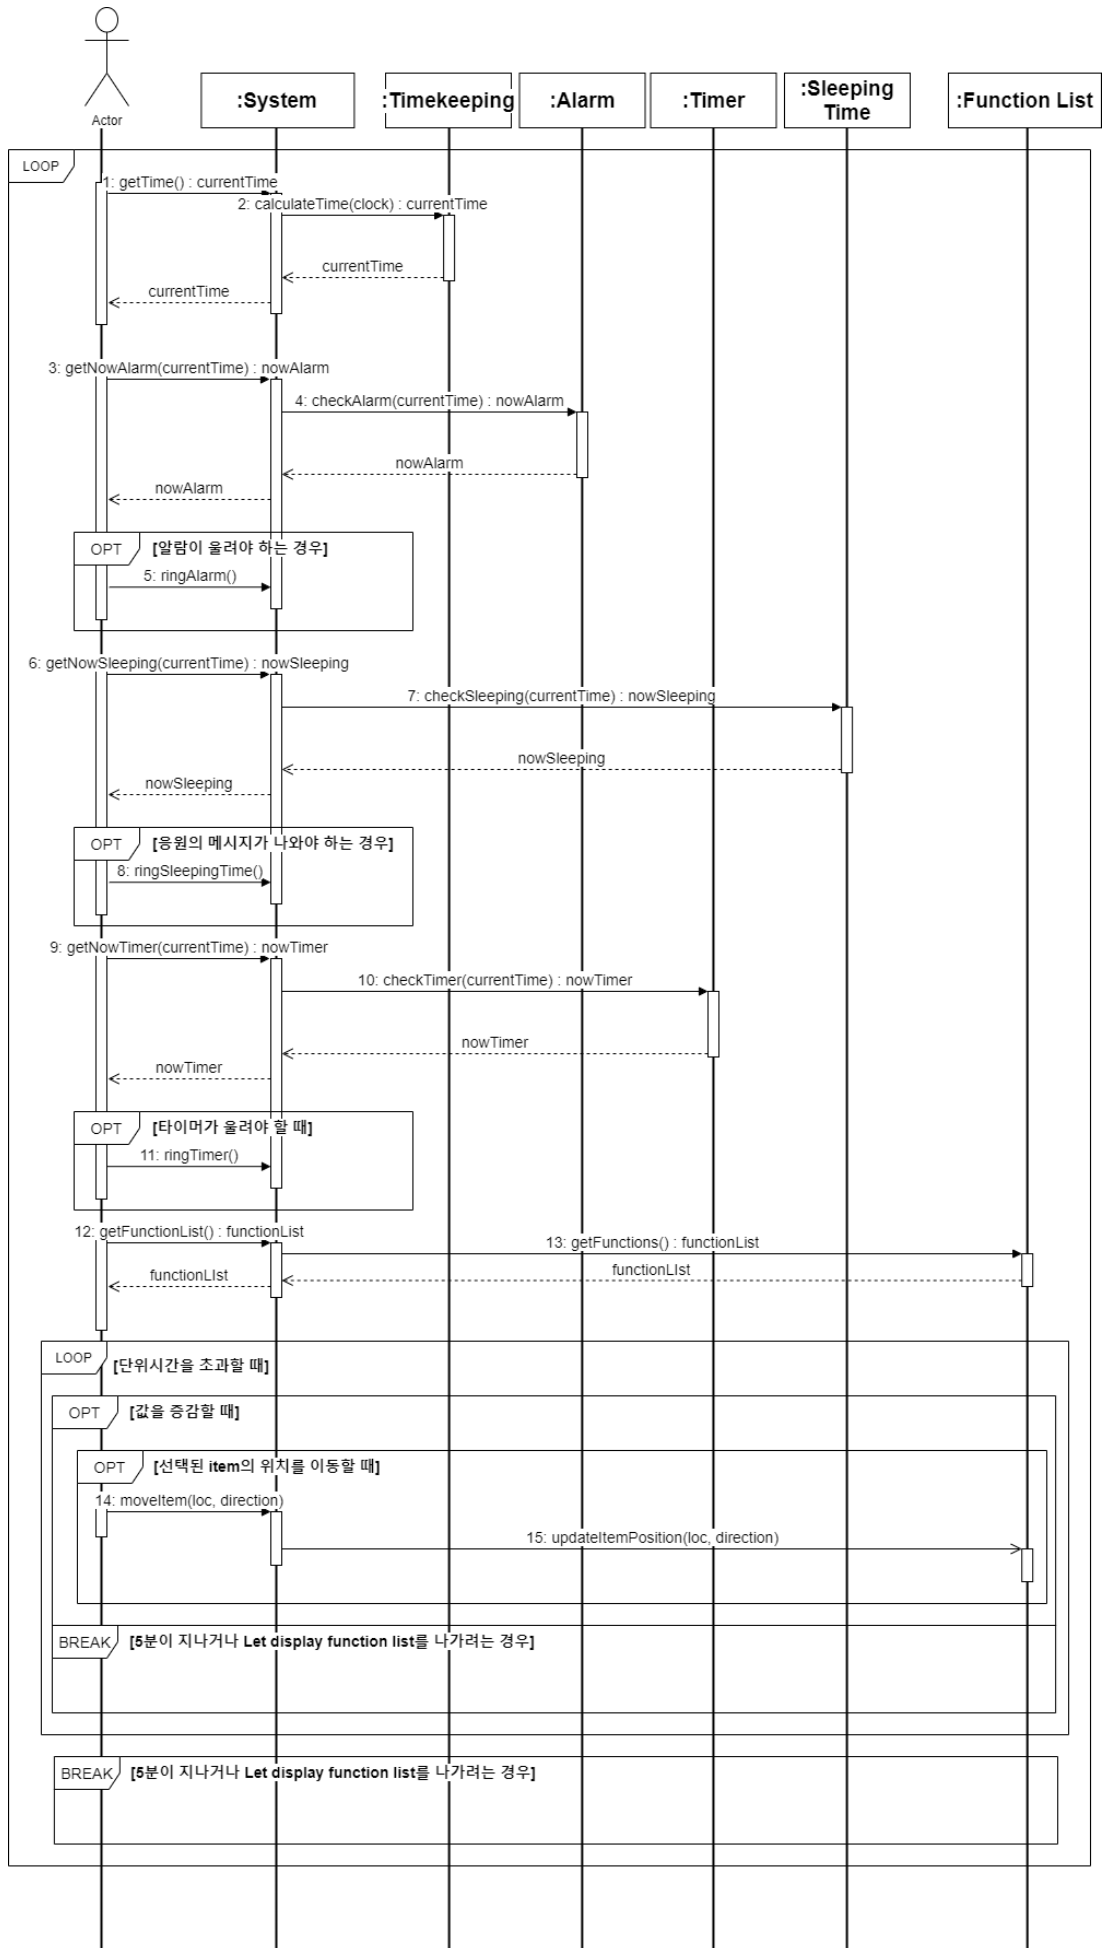 Actor
:System
:Timekeeping
:Alarm
:Timer
:Sleeping
Time
:Function List
LOOP
1: getTime() : currentTime
2: calculateTime(clock) : currentTime
currentTime
currentTime
3: getNowAlarm(currentTime) : nowAlarm
4: checkAlarm(currentTime) : nowAlarm
nowAlarm
nowAlarm
OPT
[알람이 울려야 하는 경우]
5: ringAlarm()
6: getNowSleeping(currentTime) : nowSleeping
7: checkSleeping(currentTime) : nowSleeping
nowSleeping
nowSleeping
OPT
[응원의 메시지가 나와야 하는 경우]
8: ringSleepingTime()
9: getNowTimer(currentTime) : nowTimer
10: checkTimer(currentTime) : nowTimer
nowTimer
nowTimer
OPT
[타이머가 울려야 할 때]
11: ringTimer()
12: getFunctionList() : functionList
13: getFunctions() : functionList
functionLIst
functionLIst
LOOP
[단위시간을 초과할 때]
OPT
[값을 증감할 때]
OPT
[선택된 item의 위치를 이동할 때]
14: moveItem(loc, direction)
15: updateItemPosition(loc, direction)
BREAK
[5분이 지나거나 Let display function list를 나가려는 경우]
BREAK
[5분이 지나거나 Let display function list를 나가려는 경우]